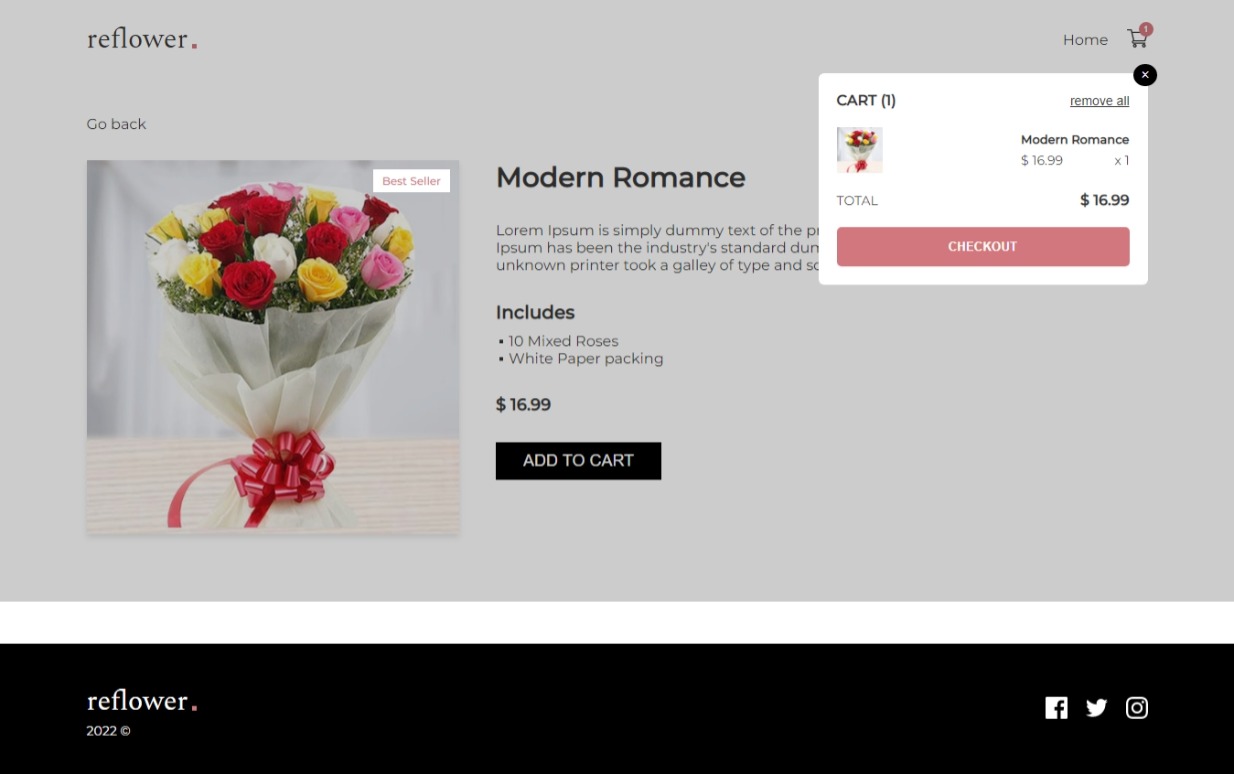 reflower.
Home
1
×
CART (1)
remove all
Go back
Modern Romance
$ 16.99
x 1
Best Seller
Modern Romance
TOTAL
$ 16.99
Lorem Ipsum is simply dummy text of the
Ipsum has been the industry's standard
CHECKOUT
unknown printer took a galley of type and
Includes
▪ 10 Mixed Roses
▪ White Paper packing
$ 16.99
ADD TO CART
reflower.
2022 ©